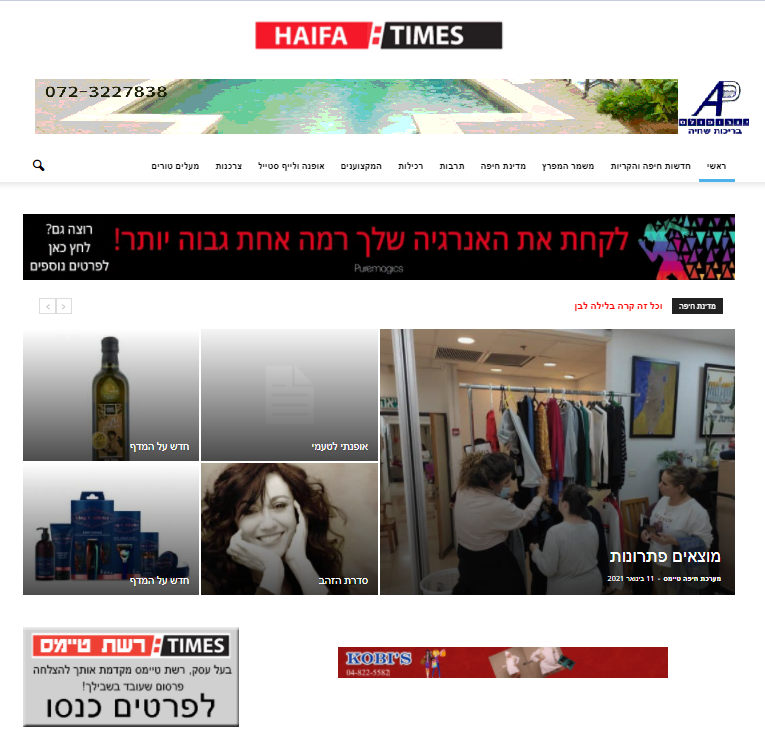 HAIFA TIMES
072-3227838
בריכות שחיה
ראשי
חדשות חיפה והקריות
משמר המפרץ
מדינת חיפה
תרבות
רכילות
המקצוענים
אופנה ולייף סטייל
צרכנות
מעלים טורים
לקחת את האנרגיה שלך רמה אחת גבוה יותר!
Puremagics
רוצה גם?
לחץ כאן
לפרטים נוספים
מדינת חיפה
וכל זה קרה בלילה לבן
מוצאים פתרונות
מערכת חיפה טיימס - 11 בינואר 2021
אופנתי לטעמי
חדש על המדף
סדרת הזהב
חדש על המדף
KOBI'S
04-822-5582
רשת טיימס TIMES
בעל עסק, רשת טיימס מקדמת אותך להצלחה
פרסום שעובד בשבילך!
לפרטים כנסו